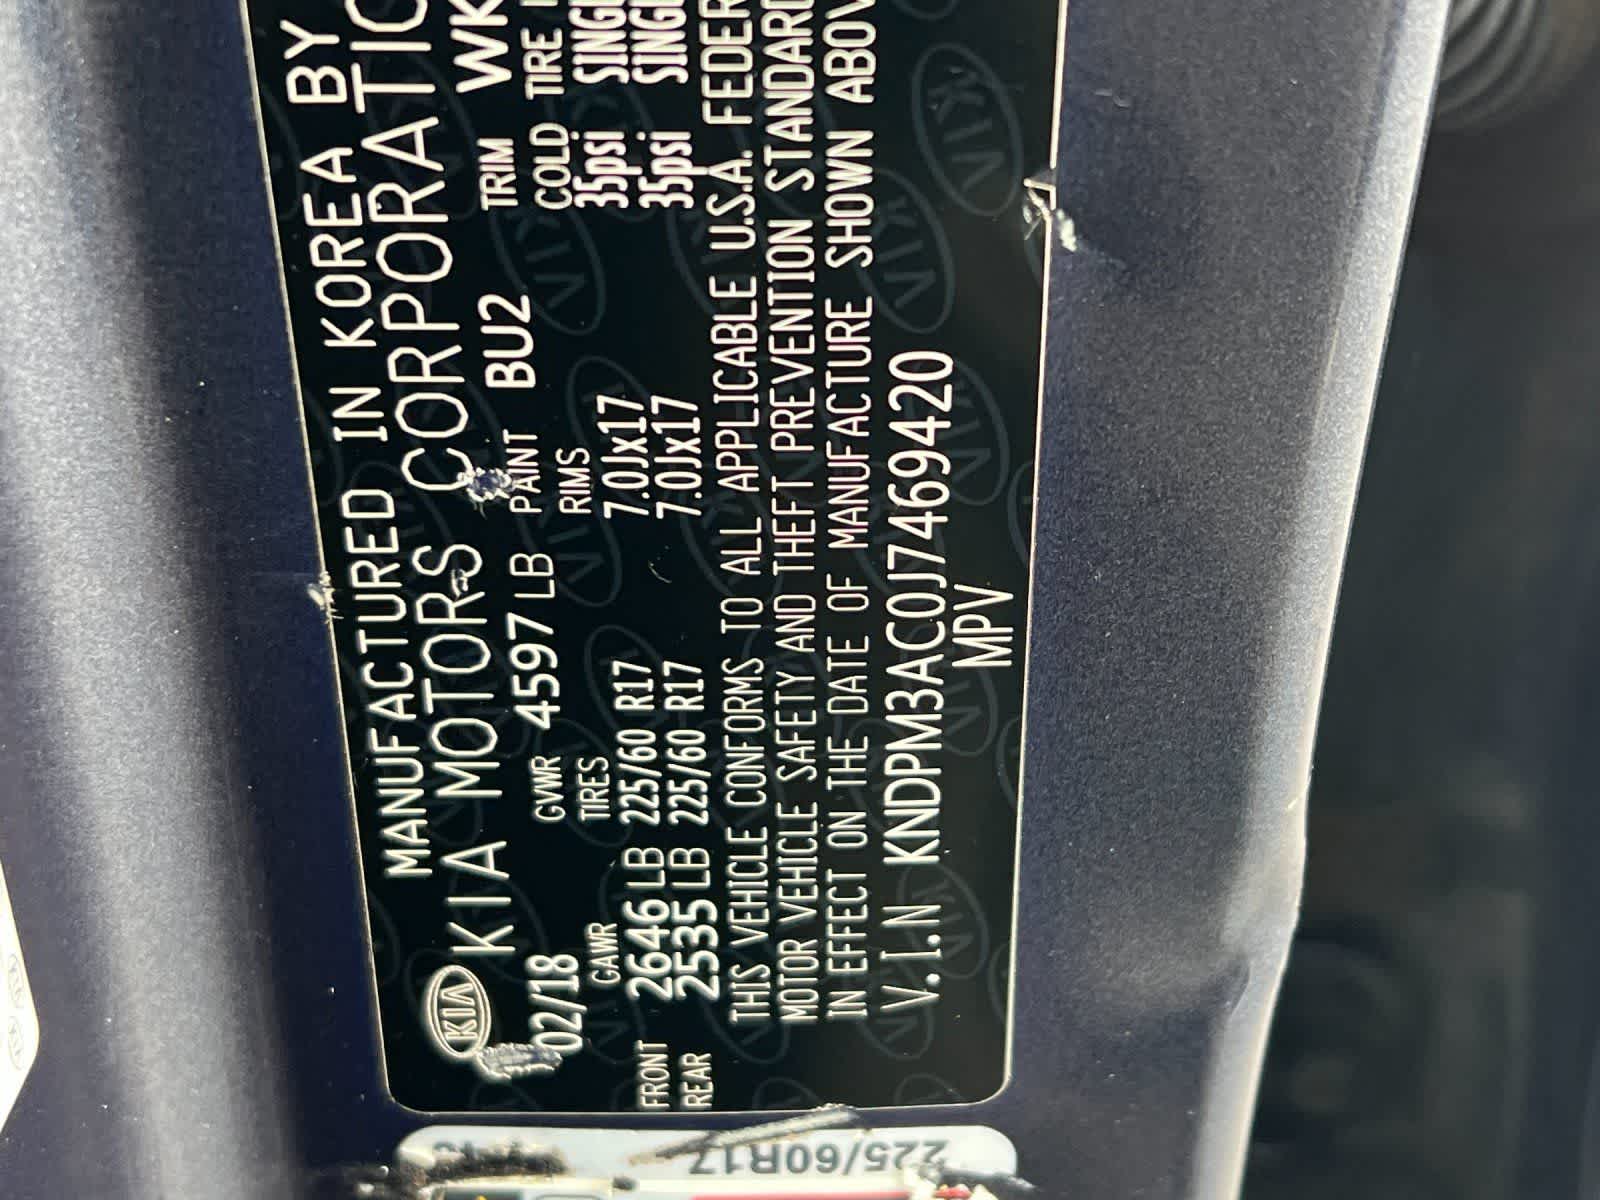 MANUFACTURED IN KOREA BY
KIA KIA MOTORS CORPORATIO
02/18 GVWR 4597 LB PAINT BU2 TRIM WK
GAWR TIRES RIMS COLD TIRE
FRONT 2646 LB 225/60 R17 7.0Jx17 35psi SINGL
REAR 2535 LB 225/60 R17 7.0Jx17 35psi SINGL
THIS VEHICLE CONFORMS TO ALL APPLICABLE U.S.A. FEDER
MOTOR VEHICLE SAFETY AND THEFT PREVENTION STANDARD
IN EFFECT ON THE DATE OF MANUFACTURE SHOWN ABOV
V.I.N KNDPM3AC0J7469420
MPV
225/60R17